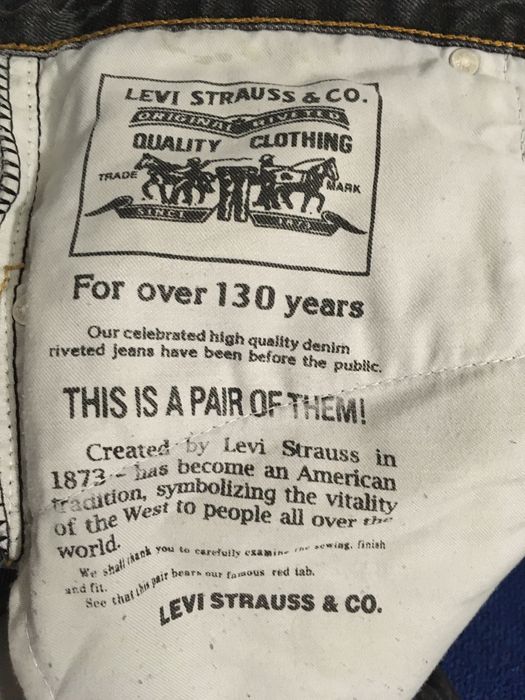 LEVI STRAUSS & CO.
ORIGINAL RIVETED
QUALITY CLOTHING
TRADE MARK
SINCE 1873
For over 130 years
Our celebrated high quality denim
riveted jeans have been before the public.
THIS IS A PAIR OF THEM!
Created by Levi Strauss in
1873 - has become an American
tradition, symbolizing the vitality
of the West to people all over the
world.
We shall thank you to carefully examine the sewing, finish
and fit.
See that this pair bears our famous red tab.
LEVI STRAUSS & CO.